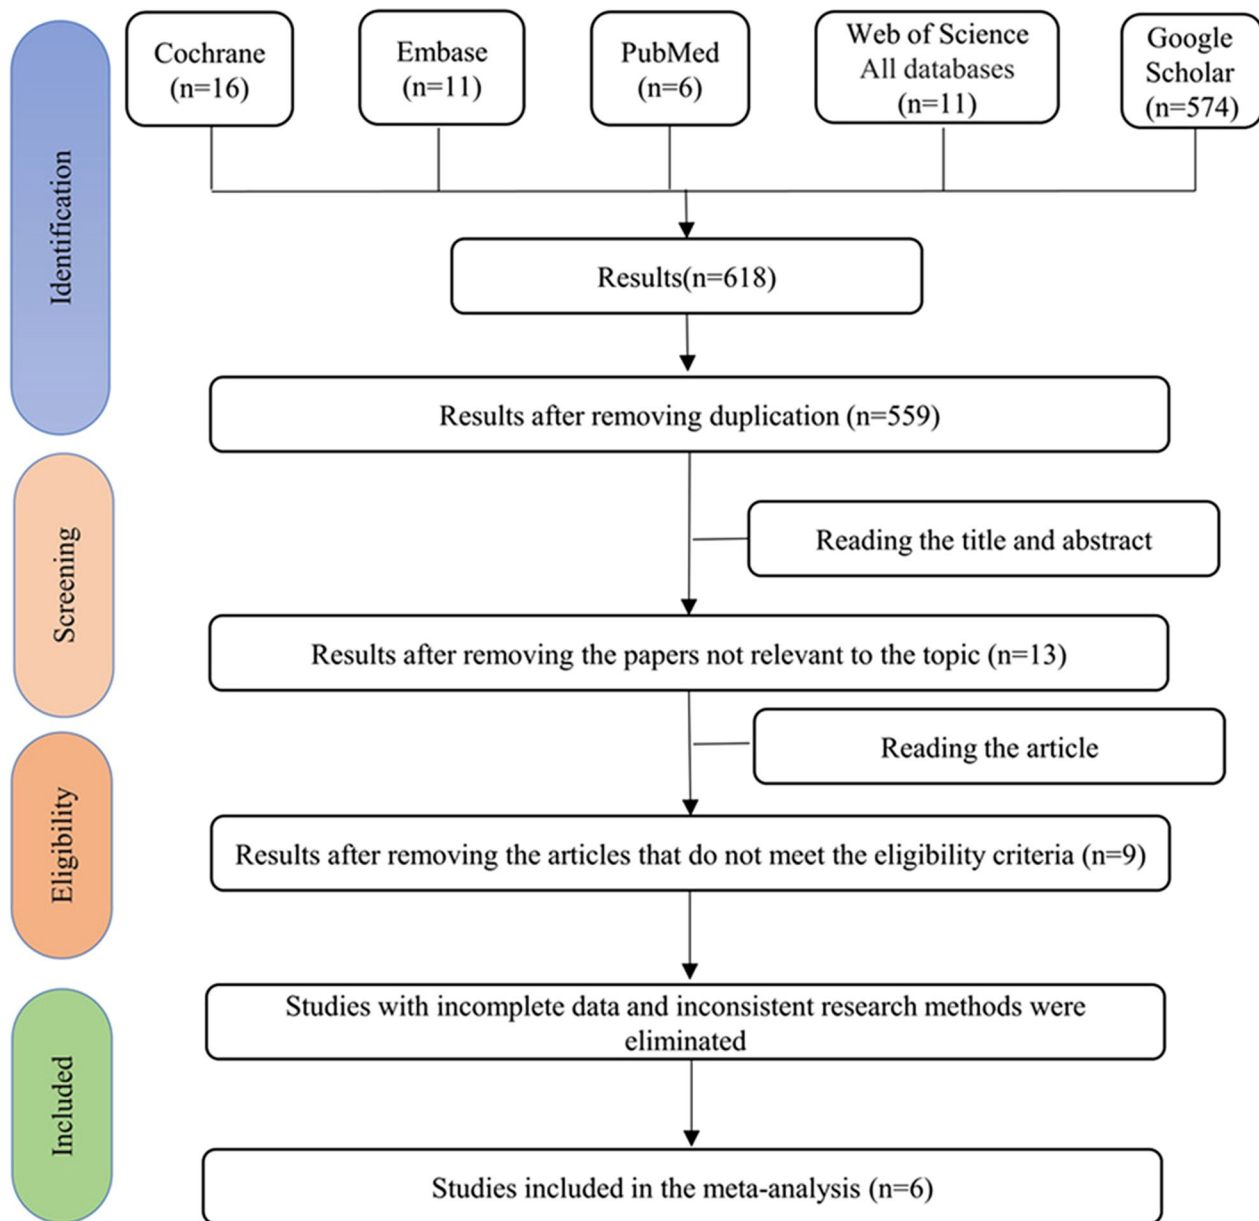 Cochrane
(n=16)
Embase
(n=11)
PubMed
(n=6)
Web of Science
All databases
(n=11)
Google
Scholar
(n=574)
Identification
Results(n=618)
Results after removing duplication (n=559)
Screening
Reading the title and abstract
Results after removing the papers not relevant to the topic (n=13)
Eligibility
Reading the article
Results after removing the articles that do not meet the eligibility criteria (n=9)
Included
Studies with incomplete data and inconsistent research methods were
eliminated
Studies included in the meta-analysis (n=6)